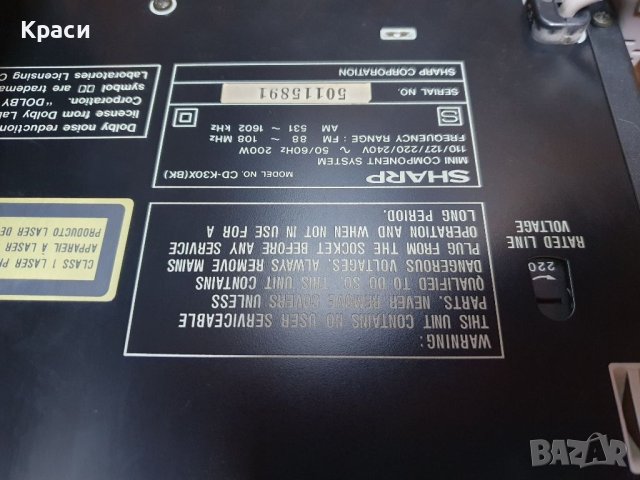 Краси
WARNING:
THIS UNIT CONTAINS NO USER SERVICEABLE
PARTS. NEVER REMOVE COVERS UNLESS
QUALIFIED TO DO SO. THIS UNIT CONTAINS
DANGEROUS VOLTAGES. ALWAYS REMOVE MAINS
PLUG FROM THE SOCKET BEFORE ANY SERVICE
OPERATION AND WHEN NOT IN USE FOR A
LONG PERIOD.
SHARP MODEL NO. CD-K30X(BK)
MINI COMPONENT SYSTEM
110/127/220/240V ∿ 50/60Hz 200W
FREQUENCY RANGE: FM 88 ~ 108 MHz
AM 531 ~ 1602 kHz
S
SERIAL NO. 50115891
SHARP CORPORATION
RATED LINE
VOLTAGE
220
CLASS 1 LASER
APPAREIL À LASER DE
PRODUCTO LASER DE
Dolby noise reduction
license from Dolby
Corporation.
"DOLBY
symbol are
Laboratories Licensing
BAZAR